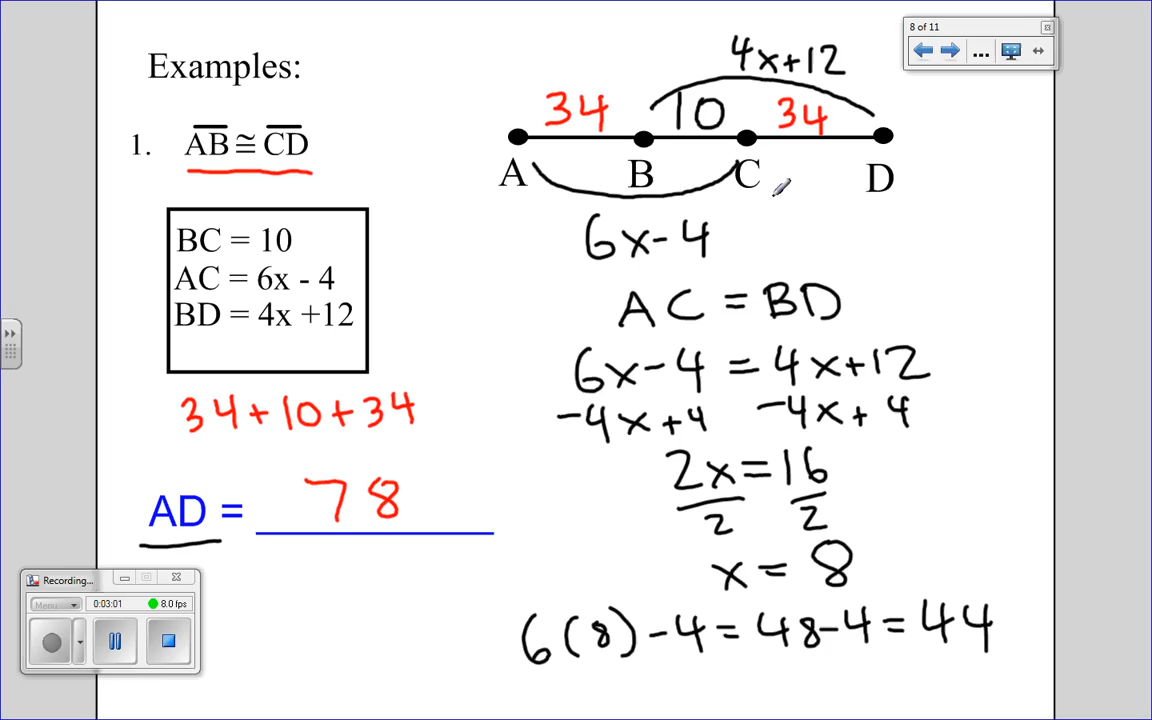 8 of 11
Examples:
4x+12
34 10 34
A B C D
1. AB ≅ CD
6x-4
BC = 10
AC = 6x - 4
BD = 4x +12
AC = BD
6x-4 = 4x+12
-4x+4 -4x+4
34+10+34
2x=16
2 2
AD = 78
x = 8
6(8)-4=48-4=44
Recording...
Menu 0:03:01 8.0 fps